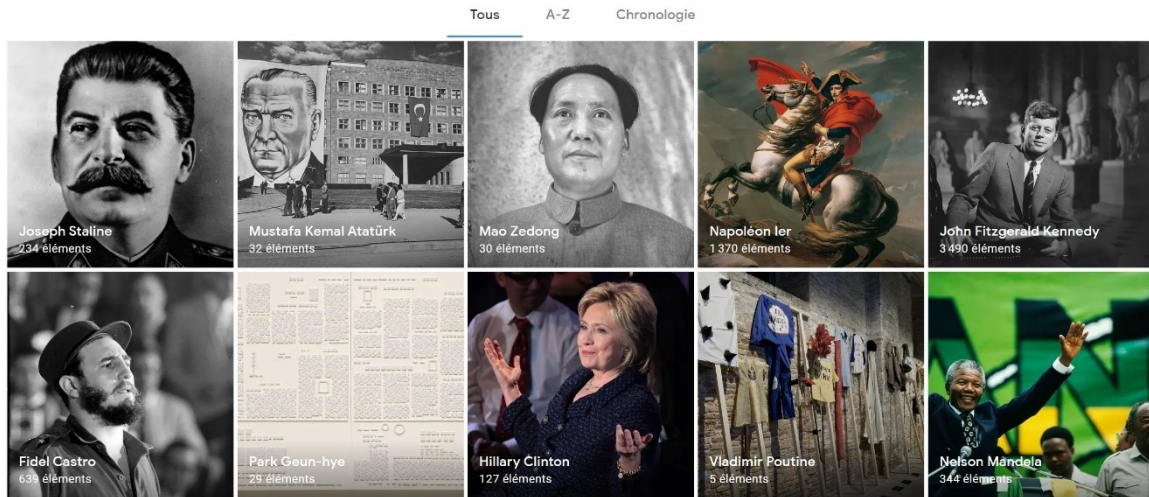 Tous A-Z Chronologie
Joseph Staline
234 éléments
Mustafa Kemal Atatürk
32 éléments
Mao Zedong
30 éléments
Napoléon Ier
1 370 éléments
John Fitzgerald Kennedy
3 490 éléments
Fidel Castro
639 éléments
Park Geun-hye
29 éléments
Hillary Clinton
127 éléments
Vladimir Poutine
5 éléments
Nelson Mandela
344 éléments